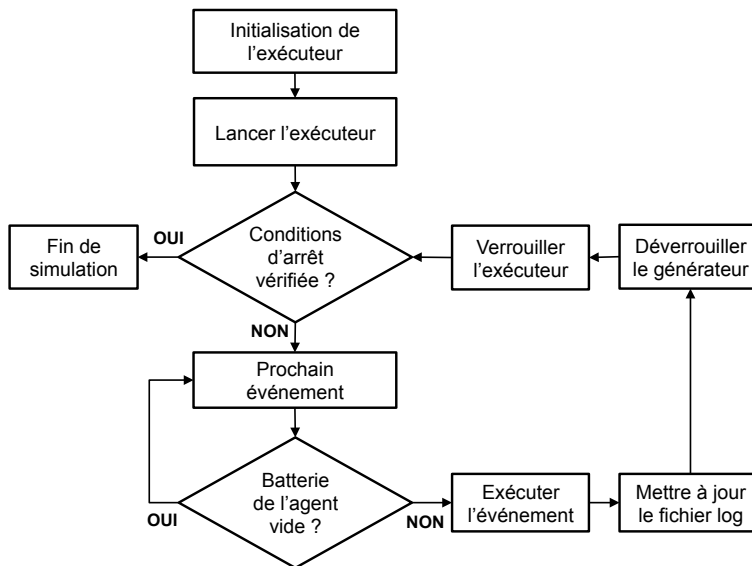 Initialisation de
l'exécuteur
Lancer l'exécuteur
OUI
Fin de
simulation
Conditions
d'arrêt
vérifiée ?
Verrouiller
l'exécuteur
Déverrouiller
le générateur
NON
Prochain
événement
Batterie
de l'agent
vide ?
OUI
NON
Exécuter
l'événement
Mettre à jour
le fichier log